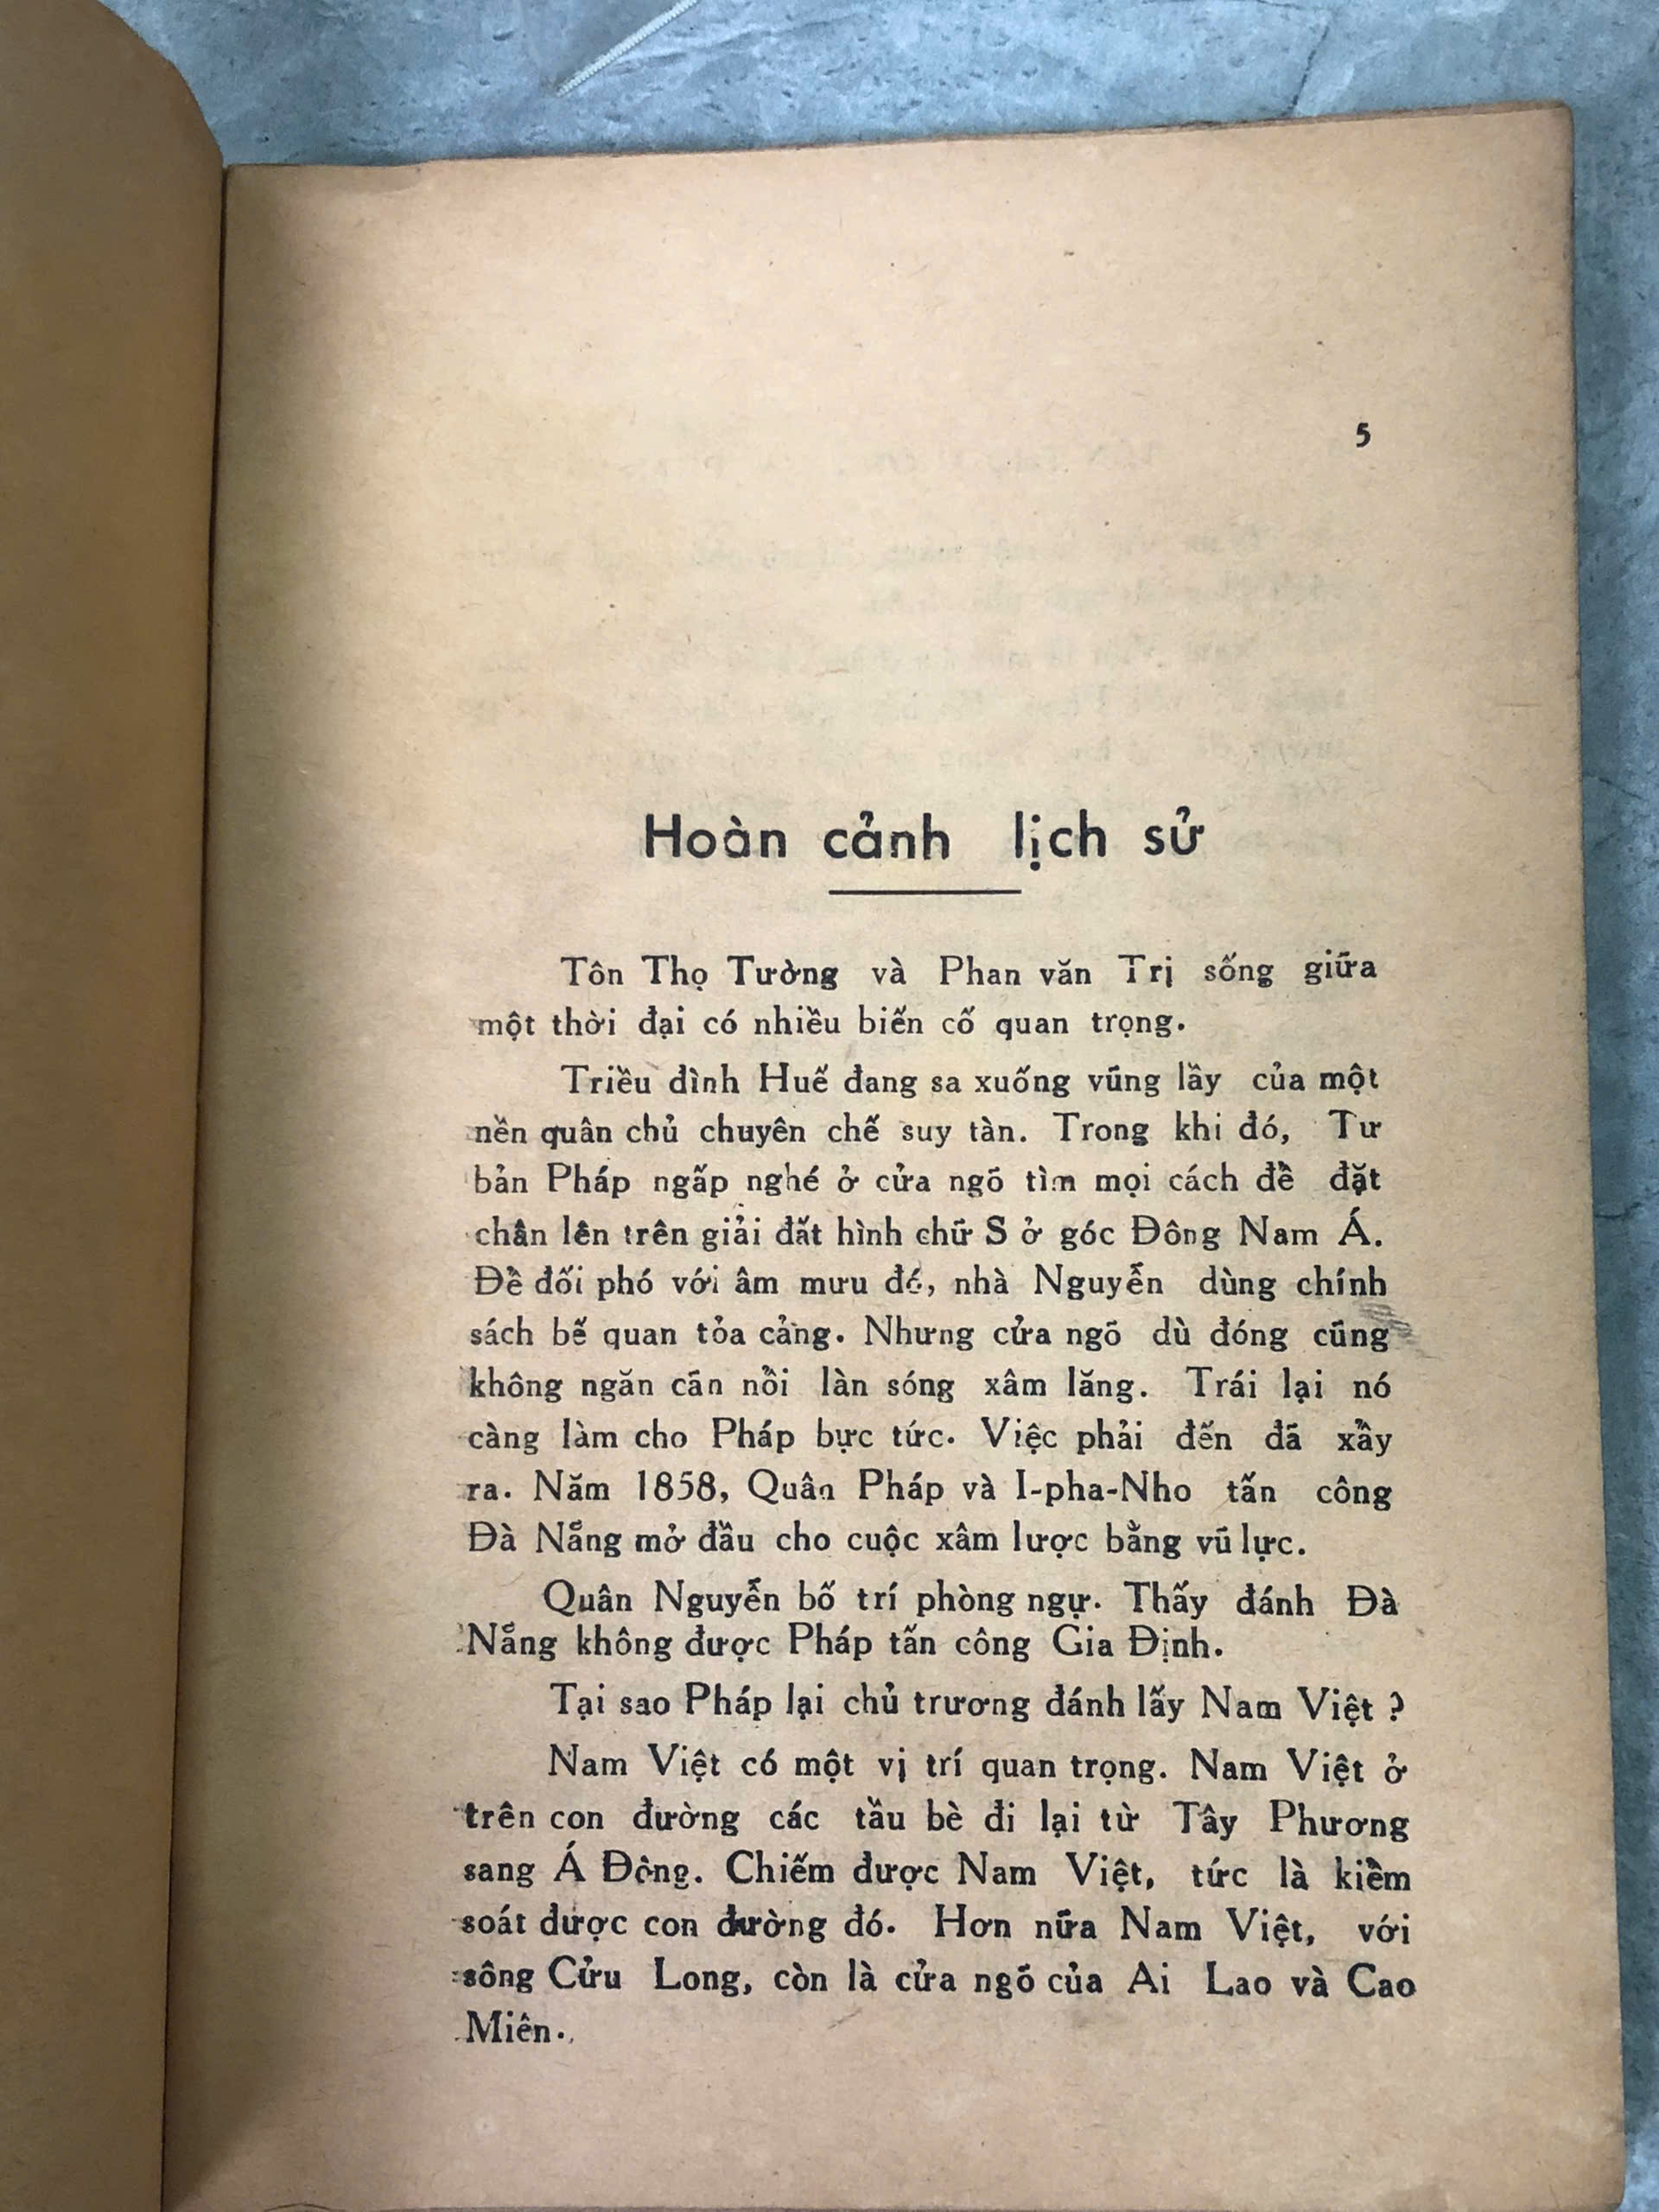 5
Hoàn cảnh lịch sử
Tôn Thọ Tường và Phan văn Trị sống giữa
một thời đại có nhiều biến cố quan trọng.
Triều đình Huế đang sa xuống vũng lầy của một
nền quân chủ chuyên chế suy tàn. Trong khi đó, Tư
bản Pháp ngấp nghé ở cửa ngõ tìm mọi cách để đặt
chân lên trên giải đất hình chữ S ở góc Đông Nam Á.
Để đối phó với âm mưu đó, nhà Nguyễn dùng chính
sách bế quan tỏa cảng. Nhưng cửa ngõ dù đóng cũng
không ngăn cản nổi làn sóng xâm lăng. Trái lại nó
càng làm cho Pháp bực tức. Việc phải đến đã xẩy
ra. Năm 1858, Quân Pháp và I-pha-Nho tấn công
Đà Nẵng mở đầu cho cuộc xâm lược bằng vũ lực.
Quân Nguyễn bố trí phòng ngự. Thấy đánh Đà
Nẵng không được Pháp tấn công Gia Định.
Tại sao Pháp lại chủ trương đánh lấy Nam Việt ?
Nam Việt có một vị trí quan trọng. Nam Việt ở
trên con đường các tầu bè đi lại từ Tây Phương
sang Á Đông. Chiếm được Nam Việt, tức là kiểm
soát được con đường đó. Hơn nữa Nam Việt, với
sông Cửu Long, còn là cửa ngõ của Ai Lao và Cao
Miên.